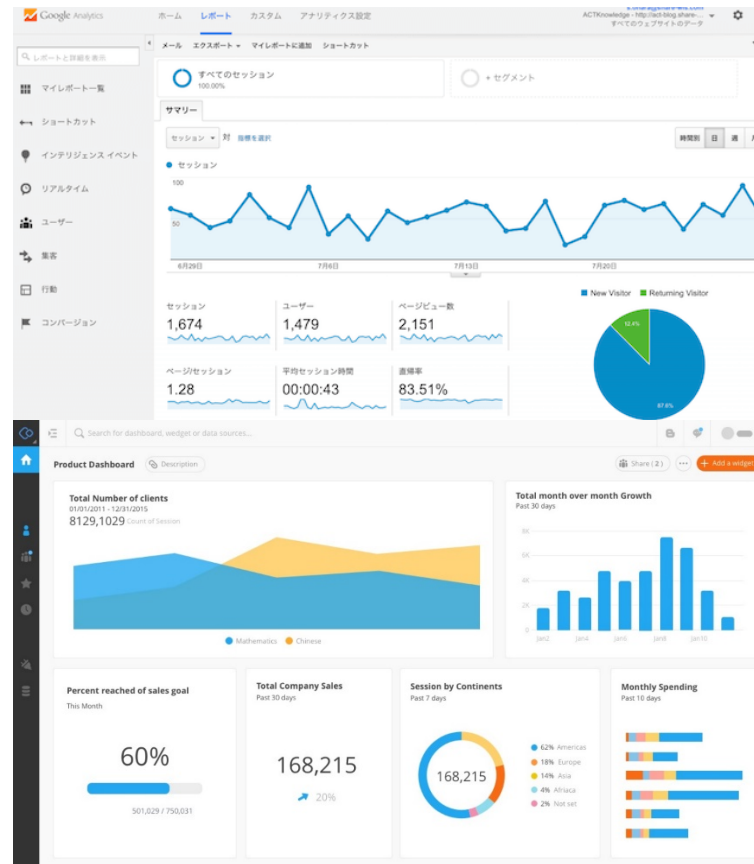 Google Analytics
ホーム
レポート
カスタム
アナリティクス設定
ACTKnowledge - http://act-blog.share-...
すべてのウェブサイトのデータ
レポートと詳細を表示
メール
エクスポート
マイレポートに追加
ショートカット
マイレポート一覧
ショートカット
インテリジェンス イベント
リアルタイム
ユーザー
集客
行動
コンバージョン
すべてのセッション
100.00%
+ セグメント
サマリー
セッション
対
指標を選択
時間別
日
週
セッション
100
50
6月29日
7月6日
7月13日
7月20日
セッション
ユーザー
ページビュー数
1,674
1,479
2,151
ページ/セッション
平均セッション時間
直帰率
1.28
00:00:43
83.51%
New Visitor
Returning Visitor
12.4%
87.6%
Search for dashboard, wedget or data sources...
Product Dashboard
Description
Share ( 2 )
+ Add a widget
Total Number of clients
01/01/2011 - 12/31/2015
8129,1029 Count of Session
Mathematics
Chinese
Total month over month Growth
Past 30 days
8K
6K
4K
2K
0
Jan2
Jan4
Jan6
Jan8
Jan10
Percent reached of sales goal
This Month
60%
501,029 / 750,031
Total Company Sales
Past 30 days
168,215
20%
Session by Continents
Past 7 days
168,215
62% Americas
18% Europe
14% Asia
4% Afriaca
2% Not set
Monthly Spending
Past 10 days